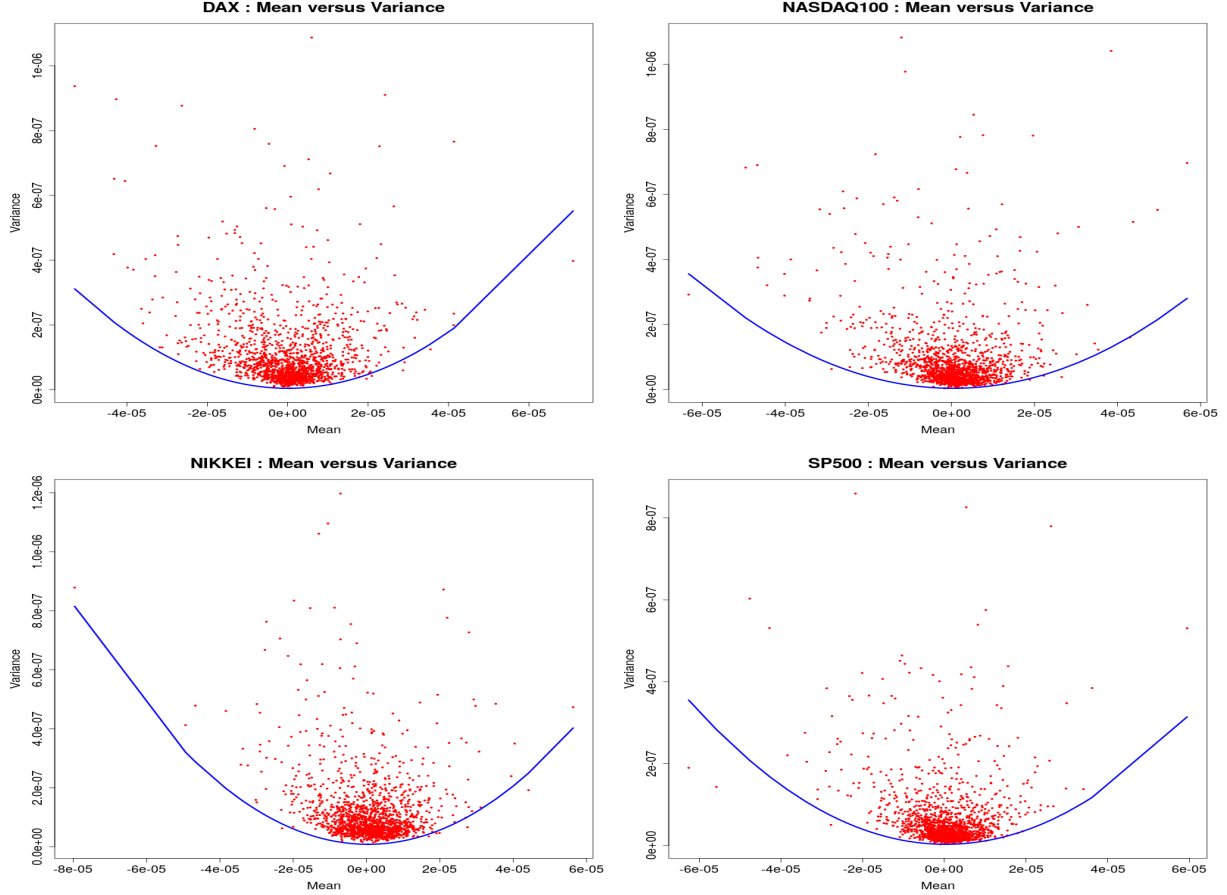 DAX : Mean versus Variance
Variance
0e+00 2e-07 4e-07 6e-07 8e-07 1e-06
-4e-05 -2e-05 0e+00 2e-05 4e-05 6e-05
Mean
NASDAQ100 : Mean versus Variance
Variance
0e+00 2e-07 4e-07 6e-07 8e-07 1e-06
-6e-05 -4e-05 -2e-05 0e+00 2e-05 4e-05 6e-05
Mean
NIKKEI : Mean versus Variance
Variance
0.0e+00 2.0e-07 4.0e-07 6.0e-07 8.0e-07 1.0e-06 1.2e-06
-8e-05 -6e-05 -4e-05 -2e-05 0e+00 2e-05 4e-05 6e-05
Mean
SP500 : Mean versus Variance
Variance
0e+00 2e-07 4e-07 6e-07 8e-07
-6e-05 -4e-05 -2e-05 0e+00 2e-05 4e-05 6e-05
Mean